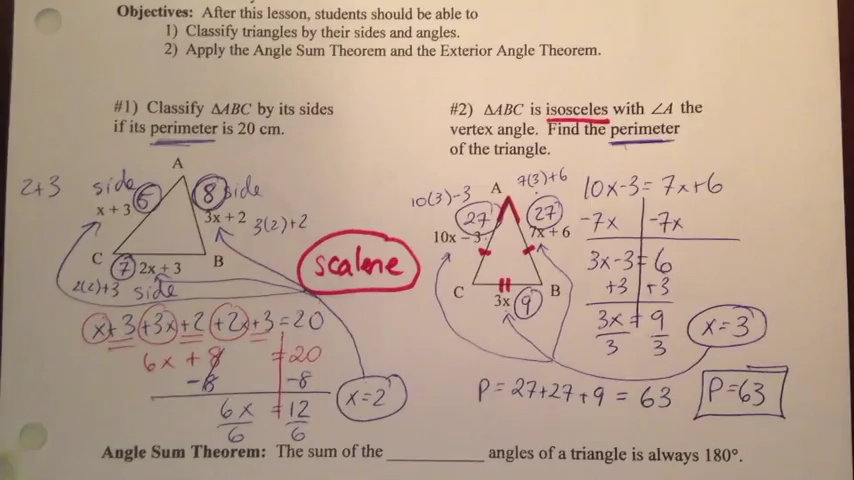 Objectives: After this lesson, students should be able to
1) Classify triangles by their sides and angles.
2) Apply the Angle Sum Theorem and the Exterior Angle Theorem.
#1) Classify ΔABC by its sides
if its perimeter is 20 cm.
A
2+3
side
5
8
side
x + 3
3x + 2
3(2)+2
C
7
2x + 3
B
2(2)+3
side
scalene
x+3+3x+2+2x+3=20
6x + 8 = 20
-8 -8
6x = 12
6 6
x=2
#2) ΔABC is isosceles with ∠A the
vertex angle. Find the perimeter
of the triangle.
A
7(3)+6
10(3)-3
27
27
10x – 3
7x + 6
C
3x
9
B
10x-3=7x+6
-7x -7x
3x-3=6
+3 +3
3x = 9
3 3
x=3
P=27+27+9 = 63
P=63
Angle Sum Theorem: The sum of the __________ angles of a triangle is always 180°.